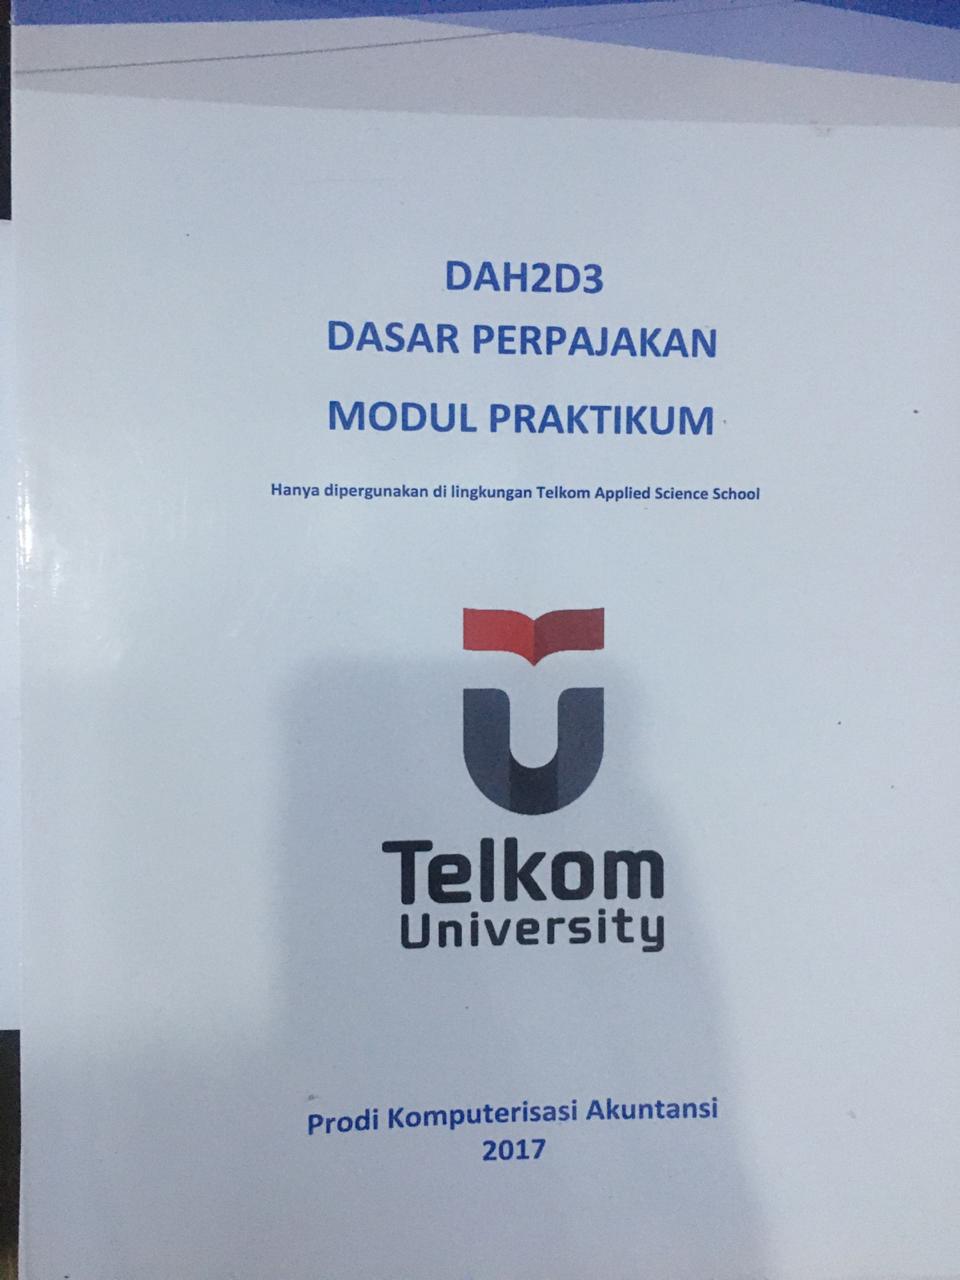 DAH2D3
DASAR PERPAJAKAN
MODUL PRAKTIKUM
Hanya dipergunakan di lingkungan Telkom Applied Science School
Telkom
University
Prodi Komputerisasi Akuntansi
2017